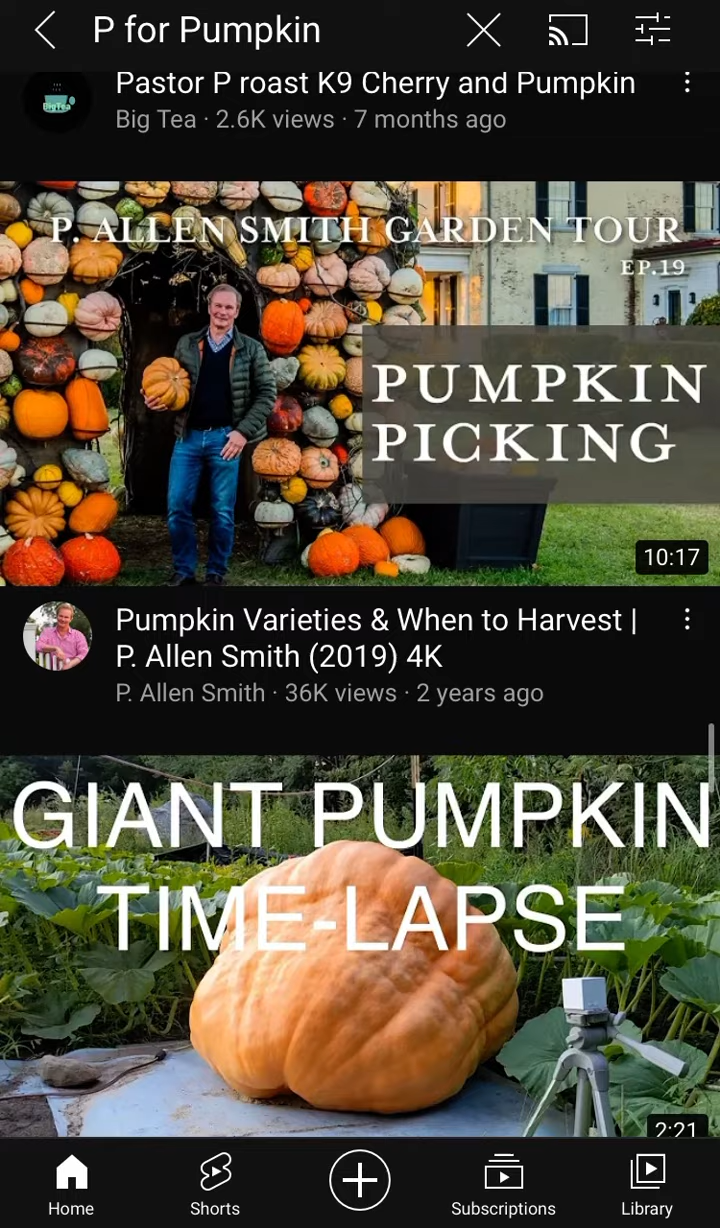 P for Pumpkin
BigTea
Pastor P roast K9 Cherry and Pumpkin
Big Tea · 2.6K views · 7 months ago
P. ALLEN SMITH GARDEN TOUR
EP.19
PUMPKIN
PICKING
10:17
Pumpkin Varieties & When to Harvest |
P. Allen Smith (2019) 4K
P. Allen Smith · 36K views · 2 years ago
GIANT PUMPKIN
TIME-LAPSE
2:21
Home Shorts Subscriptions Library